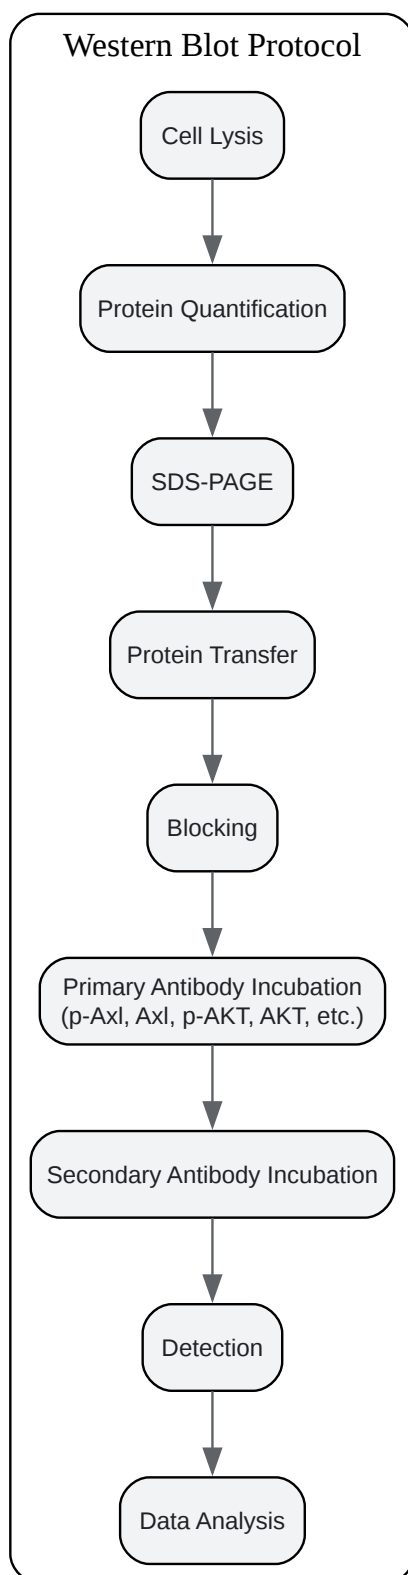 Western Blot Protocol
Cell Lysis
Protein Quantification
SDS-PAGE
Protein Transfer
Blocking
Primary Antibody Incubation
(p-Axl, Axl, p-AKT, AKT, etc.)
Secondary Antibody Incubation
Detection
Data Analysis